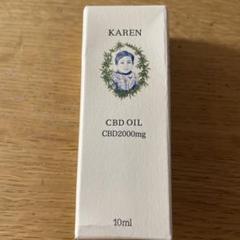 KAREN
CBD OIL
CBD2000mg
10ml